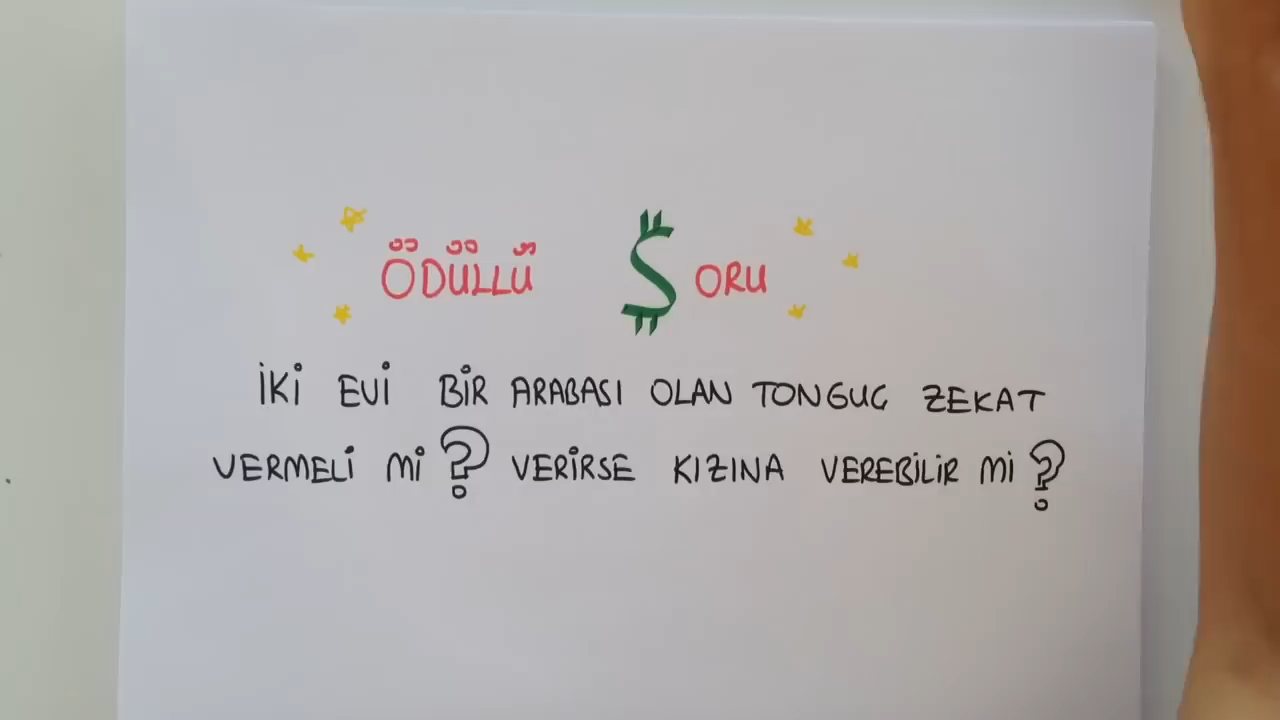 ÖDÜLLÜ $ORU
İKİ EVİ BİR ARABASI OLAN TONGUÇ ZEKAT
VERMELİ Mİ? VERİRSE KIZINA VEREBİLİR Mİ?